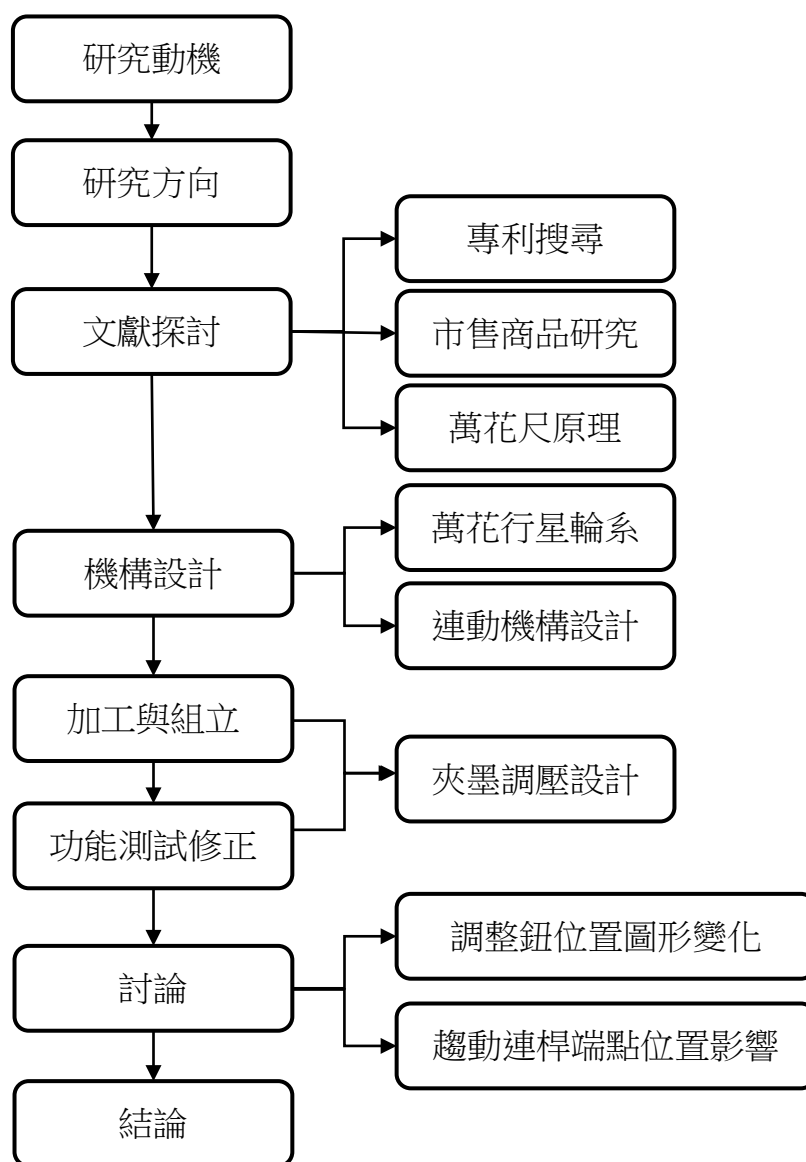 研究動機
研究方向
文獻探討
專利搜尋
市售商品研究
萬花尺原理
機構設計
萬花行星輪系
連動機構設計
加工與組立
功能測試修正
夾墨調壓設計
討論
調整鈕位置圖形變化
趨動連桿端點位置影響
結論